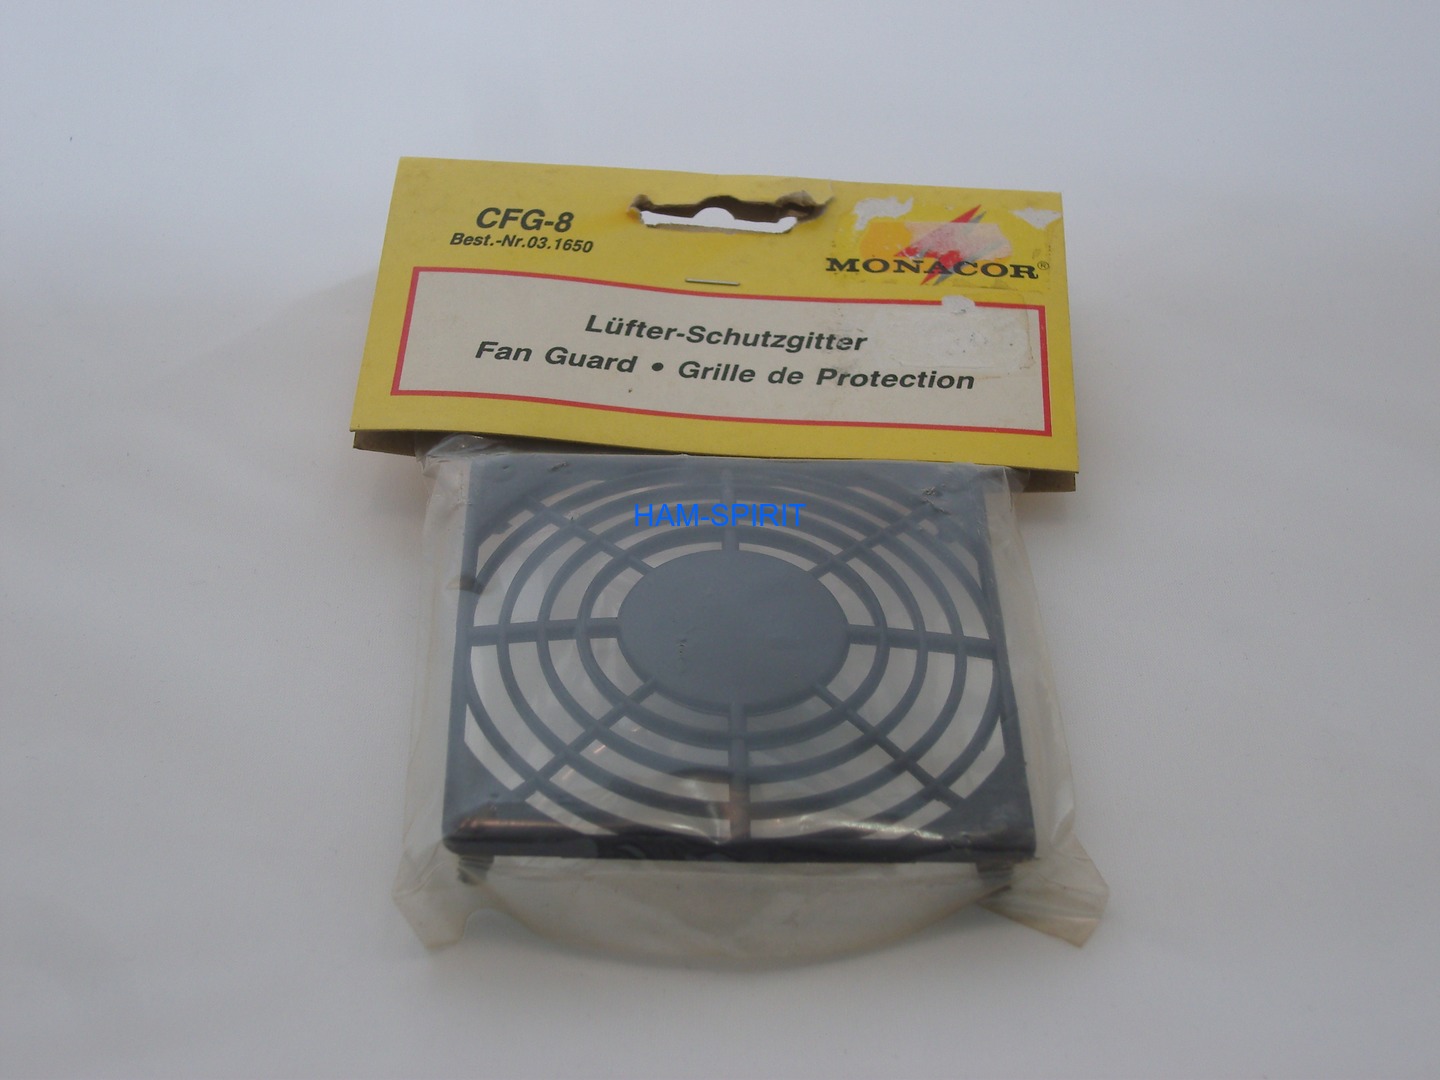 CFG-8
Best.-Nr.03.1650
MONACOR®
Lüfter-Schutzgitter
Fan Guard • Grille de Protection
HAM-SPIRIT